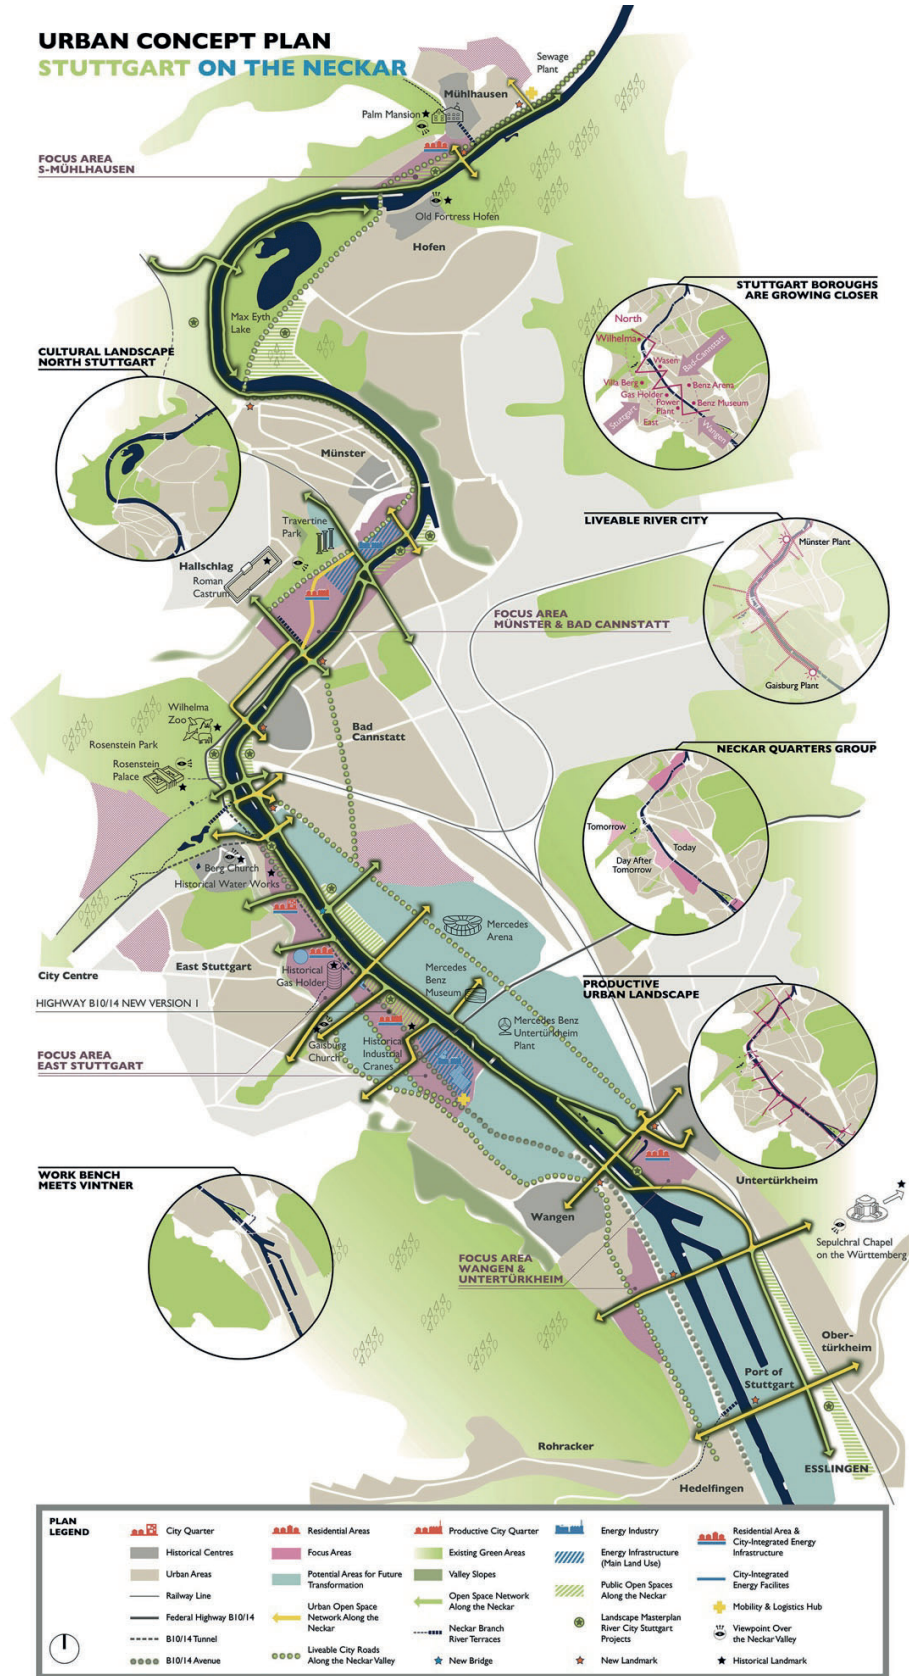 URBAN CONCEPT PLAN
STUTTGART ON THE NECKAR
Sewage
Plant
Mühlhausen
Palm Mansion
FOCUS AREA
S-MÜHLHAUSEN
Old Fortress Hofen
Hofen
STUTTGART BOROUGHS
ARE GROWING CLOSER
North
Wilhelma
Wasen
Bad-Cannstatt
Villa Berg
Benz Arena
Gas Holder
Power
Plant
Benz Museum
Stuttgart
East
Wangen
Max Eyth
Lake
CULTURAL LANDSCAPE
NORTH STUTTGART
Münster
Travertine
Park
Hallschlag
Roman
Castrum
LIVEABLE RIVER CITY
Münster Plant
Gaisburg Plant
FOCUS AREA
MÜNSTER & BAD CANNSTATT
Wilhelma
Zoo
Rosenstein Park
Rosenstein
Palace
Bad
Cannstatt
NECKAR QUARTERS GROUP
Tomorrow
Today
Day After
Tomorrow
Berg Church
Historical Water Works
Mercedes
Arena
City Centre
East Stuttgart
Historical
Gas Holder
Mercedes
Benz
Museum
PRODUCTIVE
URBAN LANDSCAPE
HIGHWAY B10/14 NEW VERSION 1
Mercedes Benz
Untertürkheim
Plant
Gaisburg
Church
Historical
Industrial
Cranes
FOCUS AREA
EAST STUTTGART
WORK BENCH
MEETS VINTNER
Untertürkheim
Wangen
Sepulchral Chapel
on the Württemberg
FOCUS AREA
WANGEN &
UNTERTÜRKHEIM
Ober-
türkheim
Port of
Stuttgart
Rohracker
ESSLINGEN
Hedelfingen
PLAN
LEGEND
City Quarter
Residential Areas
Productive City Quarter
Energy Industry
Residential Area &
City-Integrated Energy
Infrastructure
Historical Centres
Focus Areas
Existing Green Areas
Energy Infrastructure
(Main Land Use)
Urban Areas
Potential Areas for Future
Transformation
Valley Slopes
City-Integrated
Energy Facilites
Railway Line
Urban Open Space
Network Along the
Neckar
Open Space Network
Along the Neckar
Public Open Spaces
Along the Neckar
Mobility & Logistics Hub
Federal Highway B10/14
Neckar Branch
River Terraces
Landscape Masterplan
River City Stuttgart
Projects
Viewpoint Over
the Neckar Valley
B10/14 Tunnel
B10/14 Avenue
Liveable City Roads
Along the Neckar Valley
New Bridge
New Landmark
Historical Landmark